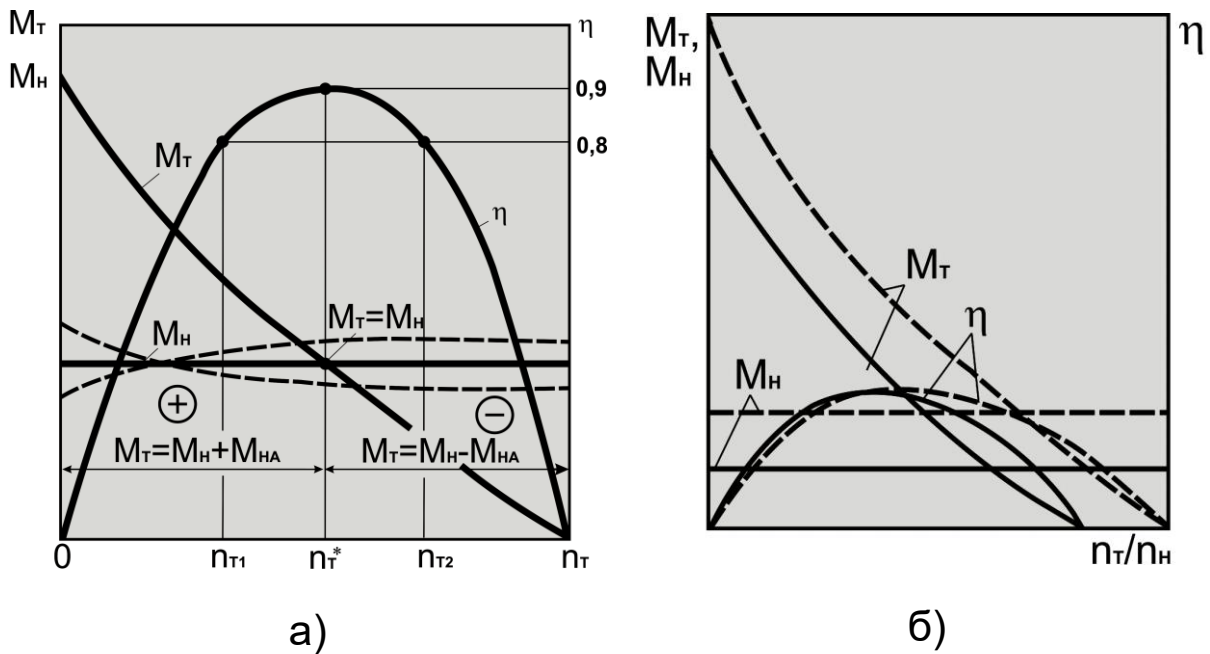 Mт
Mн
η
0,9
0,8
Mт
η
Mн
Mт=Mн
+
−
Mт=Mн+MнA
Mт=Mн-MнA
0
nт1
nт*
nт2
nт
а)
Mт,
Mн
η
Mт
η
Mн
nт/nн
б)